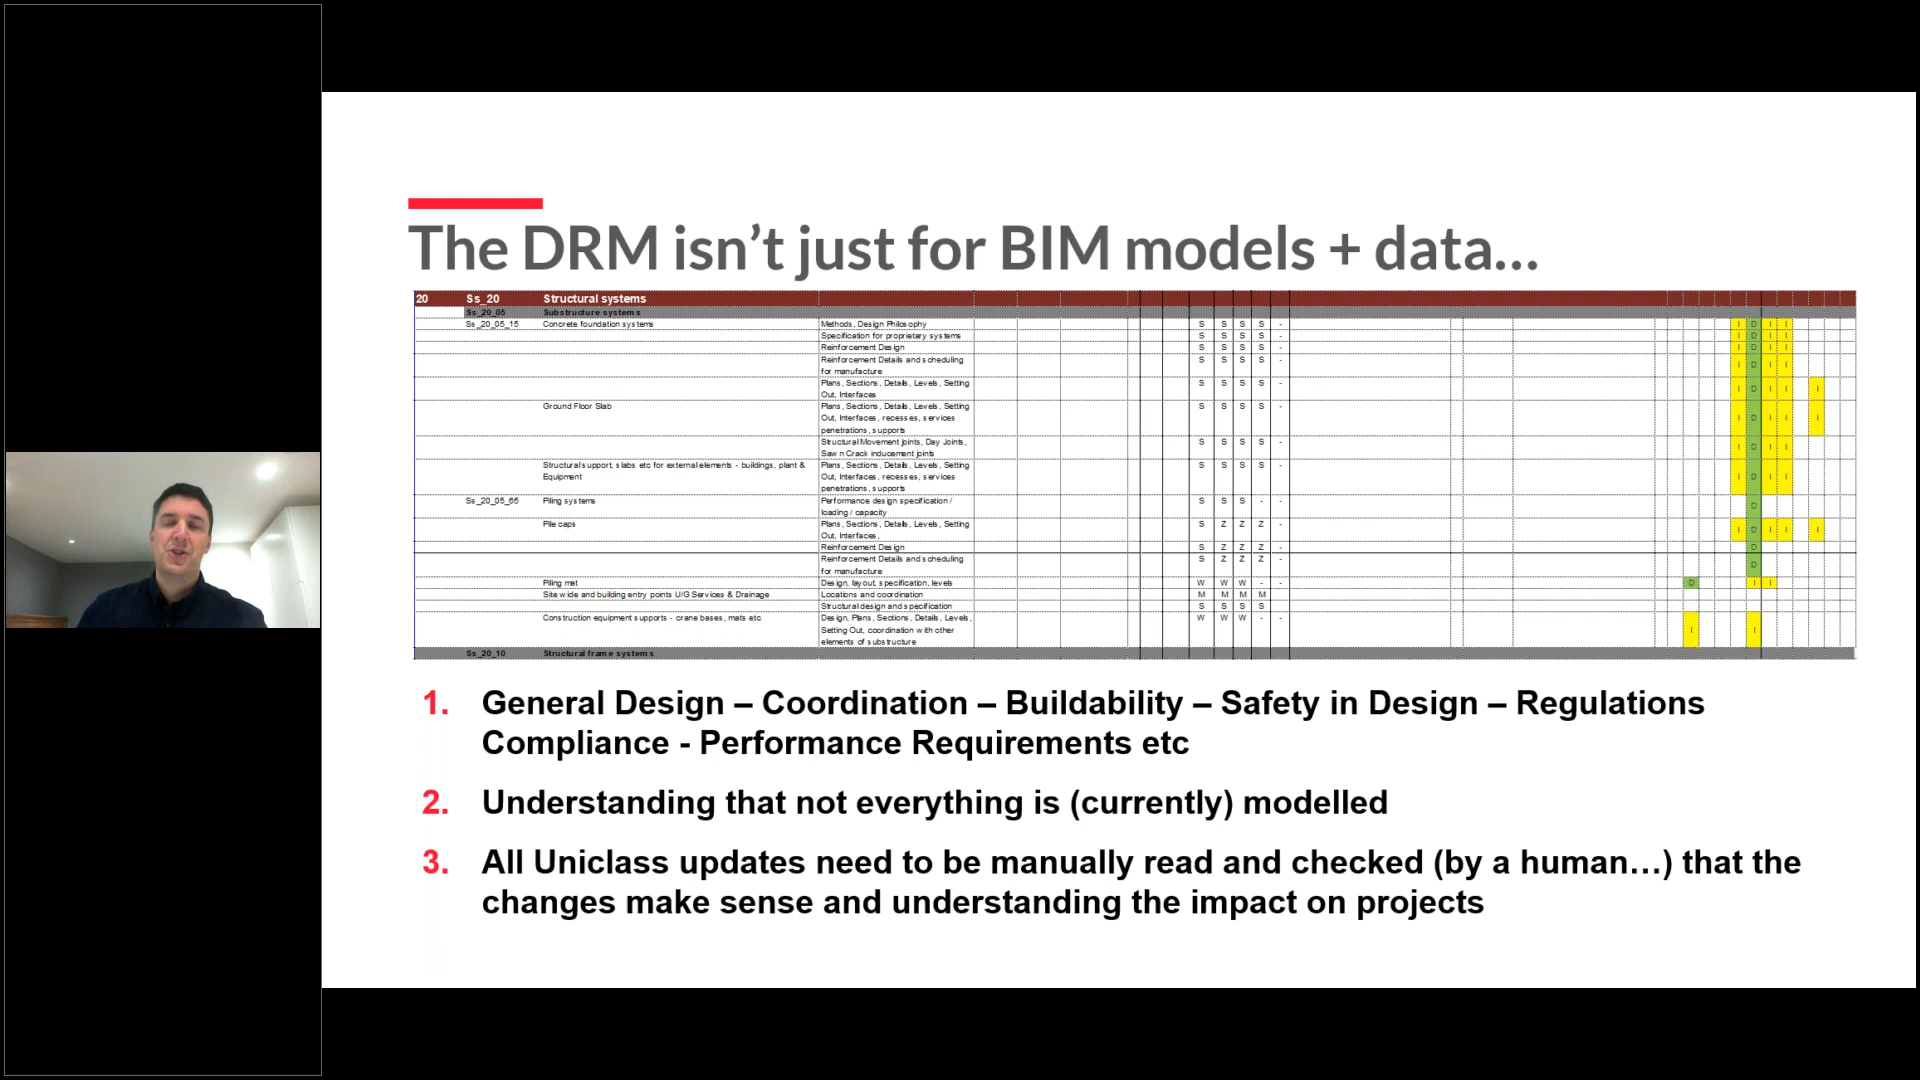 The DRM isn’t just for BIM models + data…
20 Ss_20 Structural systems
Ss_20_05 Substructure systems
Ss_20_05_15 Concrete foundation systems Methods, Design Philosophy S S S S - I D I I
Specification for proprietary systems S S S S - I D I I
Reinforcement Design S S S S - I D I I
Reinforcement Details and scheduling S S S S -
for manufacture I D I I
Plans, Sections, Details, Levels, Setting S S S S -
Out, Interfaces I D I I I
Ground Floor Slab Plans, Sections, Details, Levels, Setting S S S S -
Out, Interfaces, recesses, services I D I I I
penetrations, supports
Structural Movement joints, Day Joints, S S S S -
Saw n Crack inducement joints I D I I
Structural support, slabs etc for external elements - buildings, plant & Plans, Sections, Details, Levels, Setting S S S S -
Equipment Out, Interfaces, recesses, services I D I I
penetrations, supports
Ss_20_05_65 Piling systems Performance design specification / S S S - -
loading / capacity D
Pile caps Plans, Sections, Details, Levels, Setting S Z Z Z -
Out, Interfaces, I D I I I
Reinforcement Design S Z Z Z - D
Reinforcement Details and scheduling S Z Z Z -
for manufacture D
Piling mat Design, layout, specification, levels W W W - - D I I
Site wide and building entry points U/G Services & Drainage Locations and coordination M M M M
Structural design and specification S S S S
Construction equipment supports - crane bases, mats etc Design, Plans, Sections, Details, Levels, W W W - -
Setting Out, coordination with other I I
elements of substructure
Ss_20_10 Structural frame systems
1. General Design – Coordination – Buildability – Safety in Design – Regulations
Compliance - Performance Requirements etc
2. Understanding that not everything is (currently) modelled
3. All Uniclass updates need to be manually read and checked (by a human…) that the
changes make sense and understanding the impact on projects